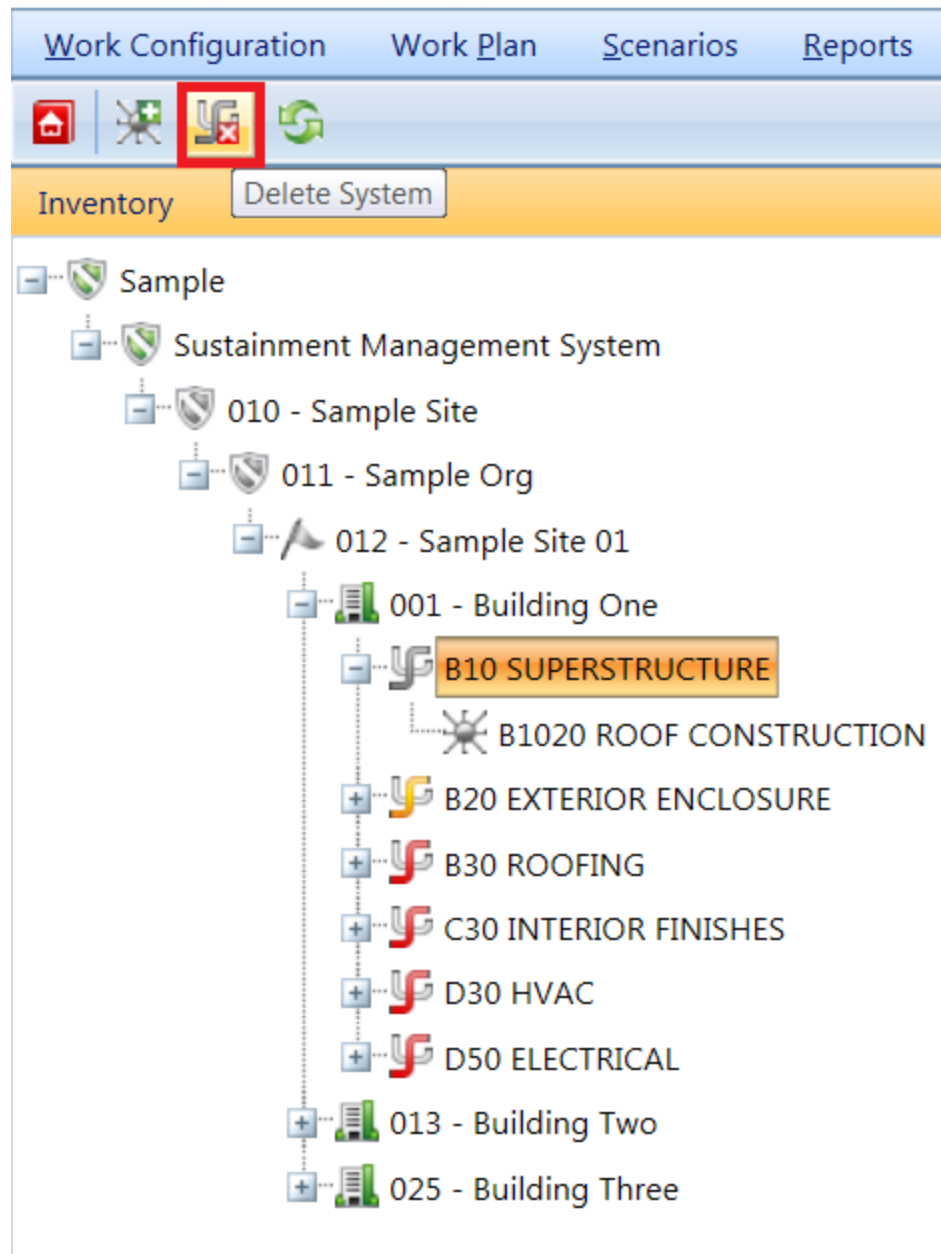 Work Configuration Work Plan Scenarios Reports
Delete System
Inventory
Sample
Sustainment Management System
010 - Sample Site
011 - Sample Org
012 - Sample Site 01
001 - Building One
B10 SUPERSTRUCTURE
B1020 ROOF CONSTRUCTION
B20 EXTERIOR ENCLOSURE
B30 ROOFING
C30 INTERIOR FINISHES
D30 HVAC
D50 ELECTRICAL
013 - Building Two
025 - Building Three